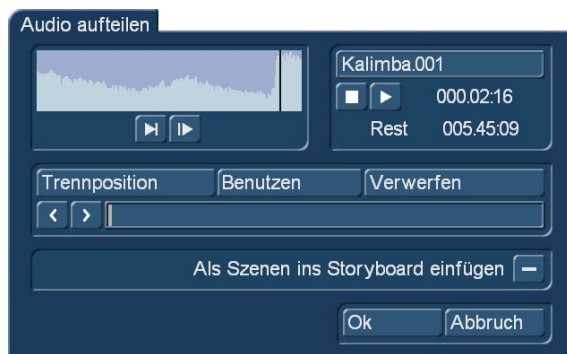 Audio aufteilen
Kalimba.001
000.02:16
Rest 005.45:09
Trennposition Benutzen Verwerfen
Als Szenen ins Storyboard einfügen
Ok Abbruch